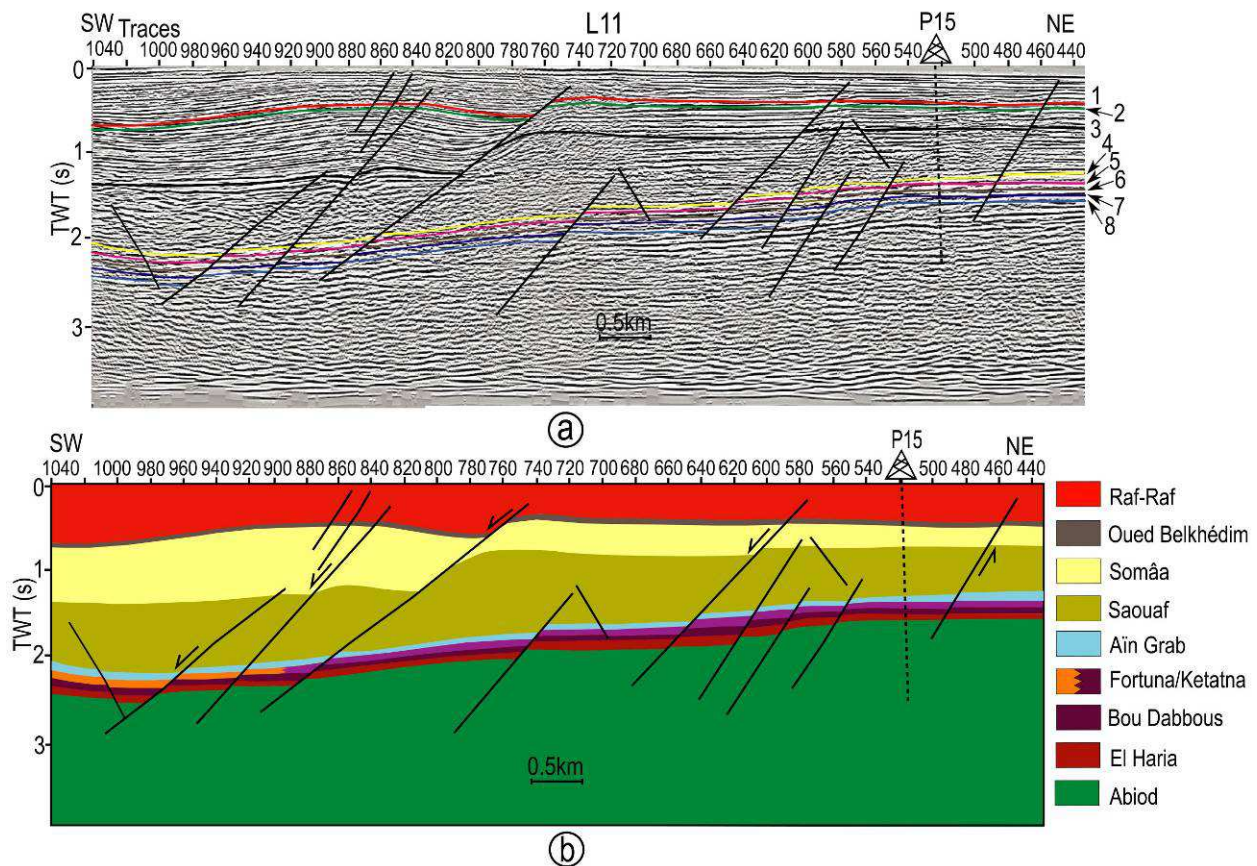 SW Traces L11 P15 NE
1040 1000 980 960 940 920 900 880 860 840 820 800 780 760 740 720 700 680 660 640 620 600 580 560 540 500 480 460 440
0
1
2
3
TWT (s)
1
2
3
4
5
6
7
8
0.5km
a
SW P15 NE
1040 1000 980 960 940 920 900 880 860 840 820 800 780 760 740 720 700 680 660 640 620 600 580 560 540 500 480 460 440
0
1
2
3
TWT (s)
0.5km
Raf-Raf
Oued Belkhédim
Somâa
Saouaf
Aïn Grab
Fortuna/Ketatna
Bou Dabbous
El Haria
Abiod
b